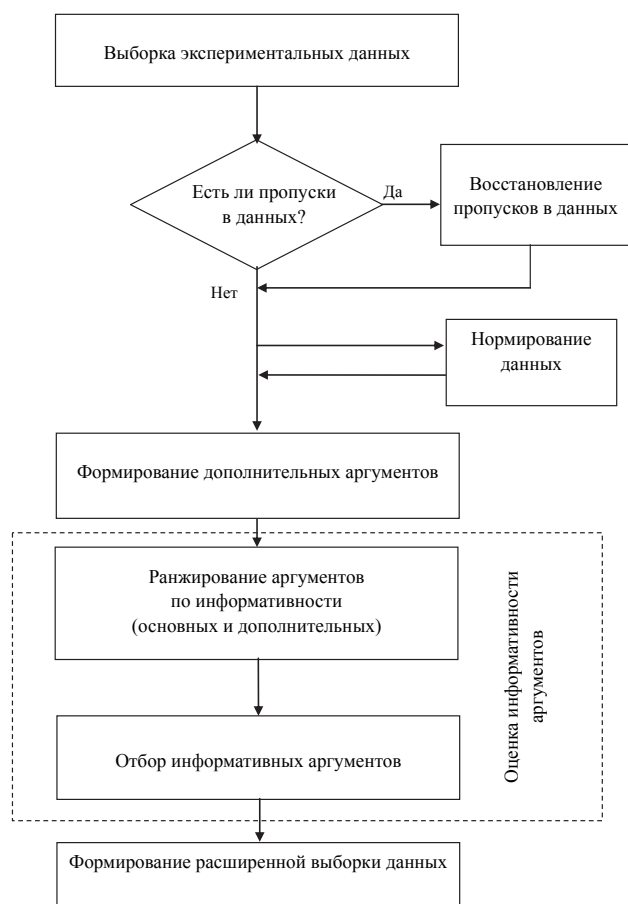 Выборка экспериментальных данных
Есть ли пропуски
в данных?
Да
Восстановление
пропусков в данных
Нет
Нормирование
данных
Формирование дополнительных аргументов
Ранжирование аргументов
по информативности
(основных и дополнительных)
Оценка информативности
аргументов
Отбор информативных аргументов
Формирование расширенной выборки данных